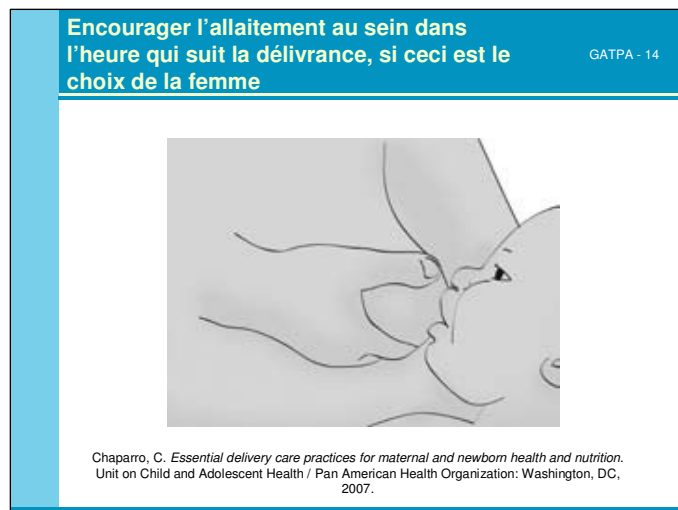 Encourager l’allaitement au sein dans
l’heure qui suit la délivrance, si ceci est le
choix de la femme
GATPA - 14
Chaparro, C. Essential delivery care practices for maternal and newborn health and nutrition.
Unit on Child and Adolescent Health / Pan American Health Organization: Washington, DC,
2007.